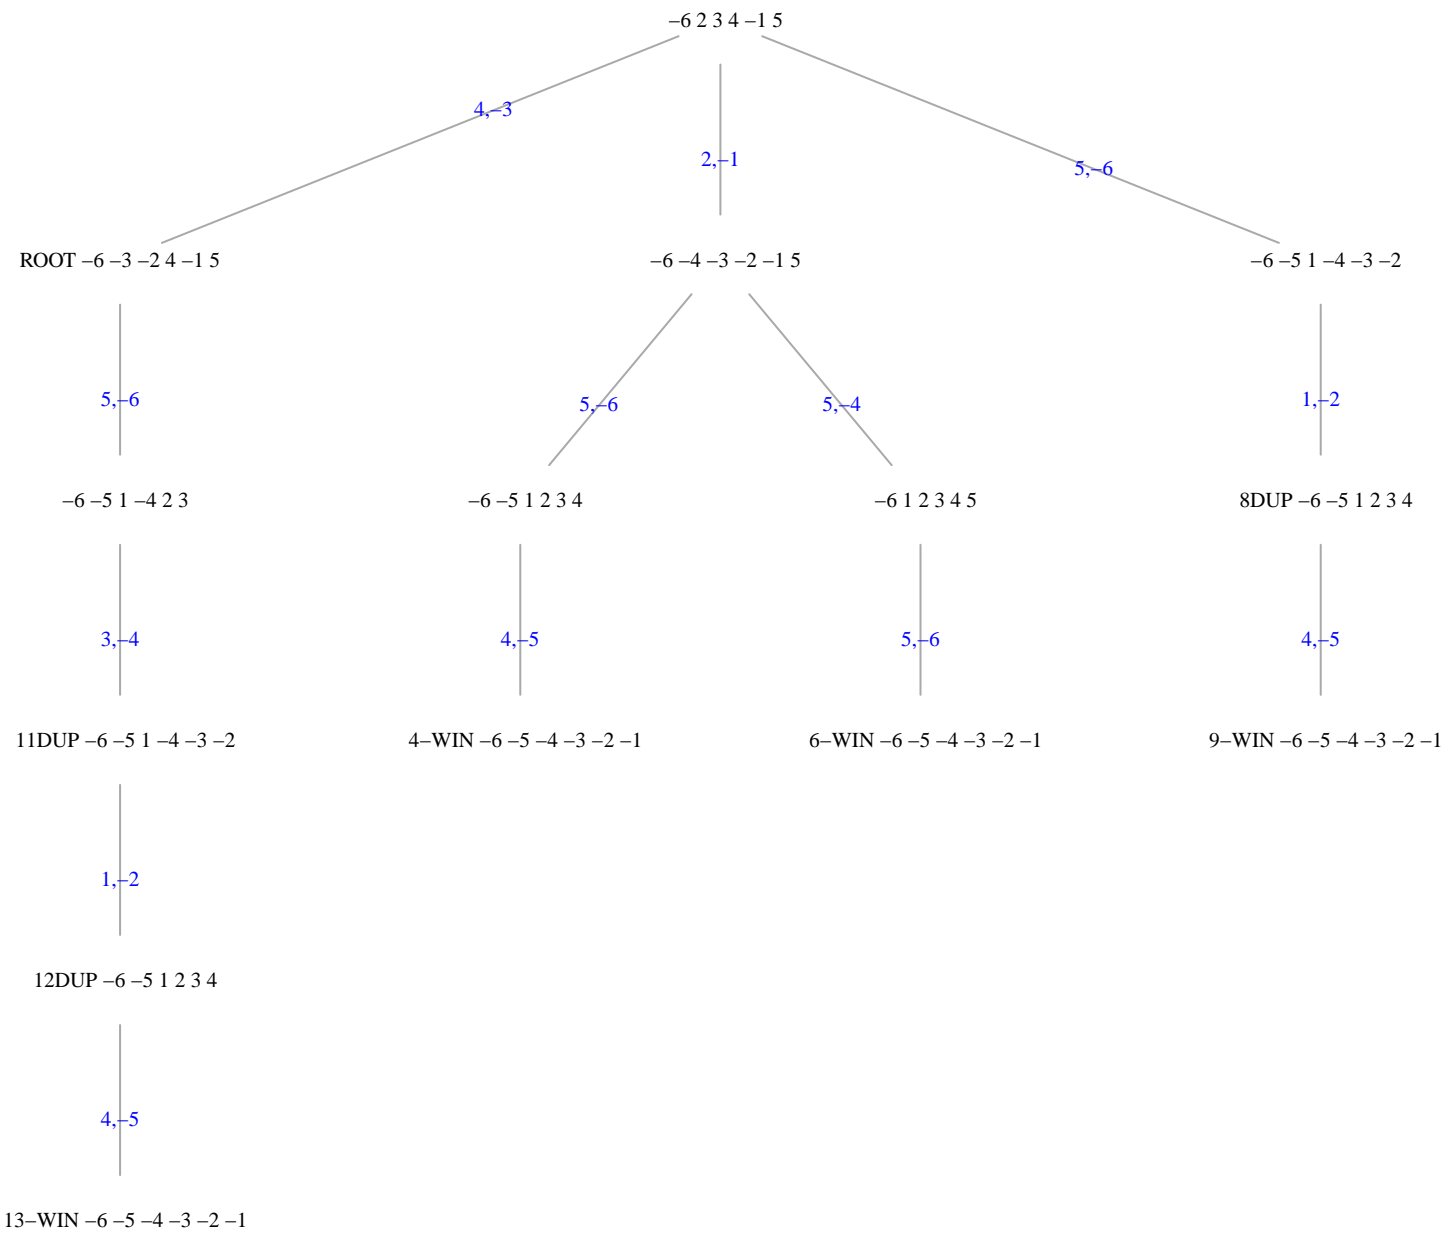 −6 2 3 4 −1 5
4,−3
2,−1
5,−6
ROOT −6 −3 −2 4 −1 5
−6 −4 −3 −2 −1 5
−6 −5 1 −4 −3 −2
5,−6
5,−6
5,−4
1,−2
−6 −5 1 −4 2 3
−6 −5 1 2 3 4
−6 1 2 3 4 5
8DUP −6 −5 1 2 3 4
3,−4
4,−5
5,−6
4,−5
11DUP −6 −5 1 −4 −3 −2
4−WIN −6 −5 −4 −3 −2 −1
6−WIN −6 −5 −4 −3 −2 −1
9−WIN −6 −5 −4 −3 −2 −1
1,−2
12DUP −6 −5 1 2 3 4
4,−5
13−WIN −6 −5 −4 −3 −2 −1